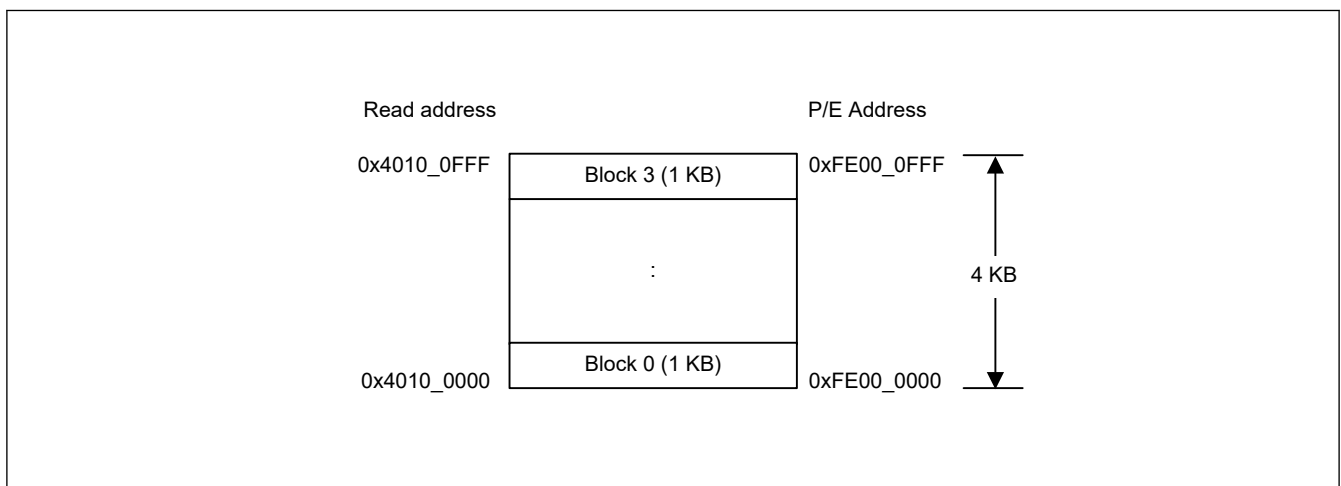 Read address P/E Address
0x4010_0FFF Block 3 (1 KB) 0xFE00_0FFF
: 4 KB
0x4010_0000 Block 0 (1 KB) 0xFE00_0000